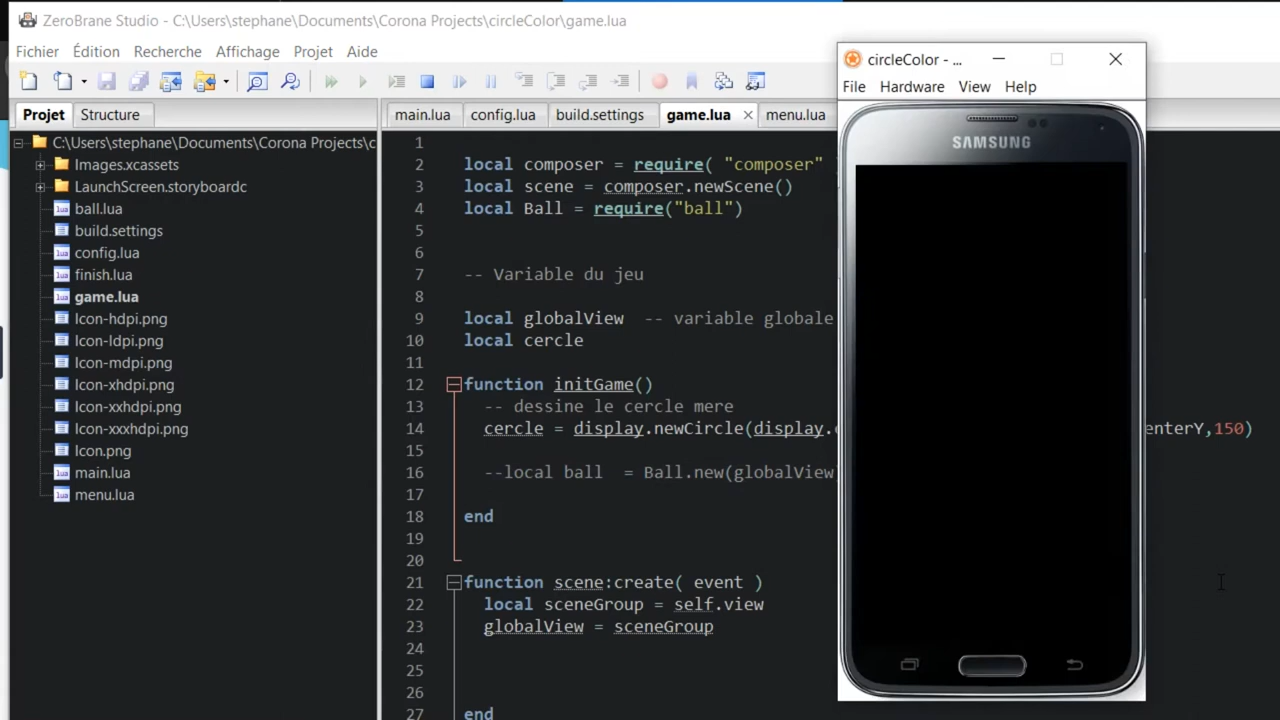 ZeroBrane Studio - C:\Users\stephane\Documents\Corona Projects\circleColor\game.lua
Fichier Édition Recherche Affichage Projet Aide
Projet Structure
C:\Users\stephane\Documents\Corona Projects\c
Images.xcassets
LaunchScreen.storyboardc
ball.lua
build.settings
config.lua
finish.lua
game.lua
Icon-hdpi.png
Icon-ldpi.png
Icon-mdpi.png
Icon-xhdpi.png
Icon-xxhdpi.png
Icon-xxxhdpi.png
Icon.png
main.lua
menu.lua
main.lua config.lua build.settings game.lua menu.lua
1
2 local composer = require( "composer"
3 local scene = composer.newScene()
4 local Ball = require("ball")
5
6
7 -- Variable du jeu
8
9 local globalView -- variable globale
10 local cercle
11
12 function initGame()
13 -- dessine le cercle mere
14 cercle = display.newCircle(display. enterY,150)
15
16 --local ball = Ball.new(globalView
17
18 end
19
20
21 function scene:create( event )
22 local sceneGroup = self.view
23 globalView = sceneGroup
24
25
26
27 end
circleColor - ...
File Hardware View Help
SAMSUNG